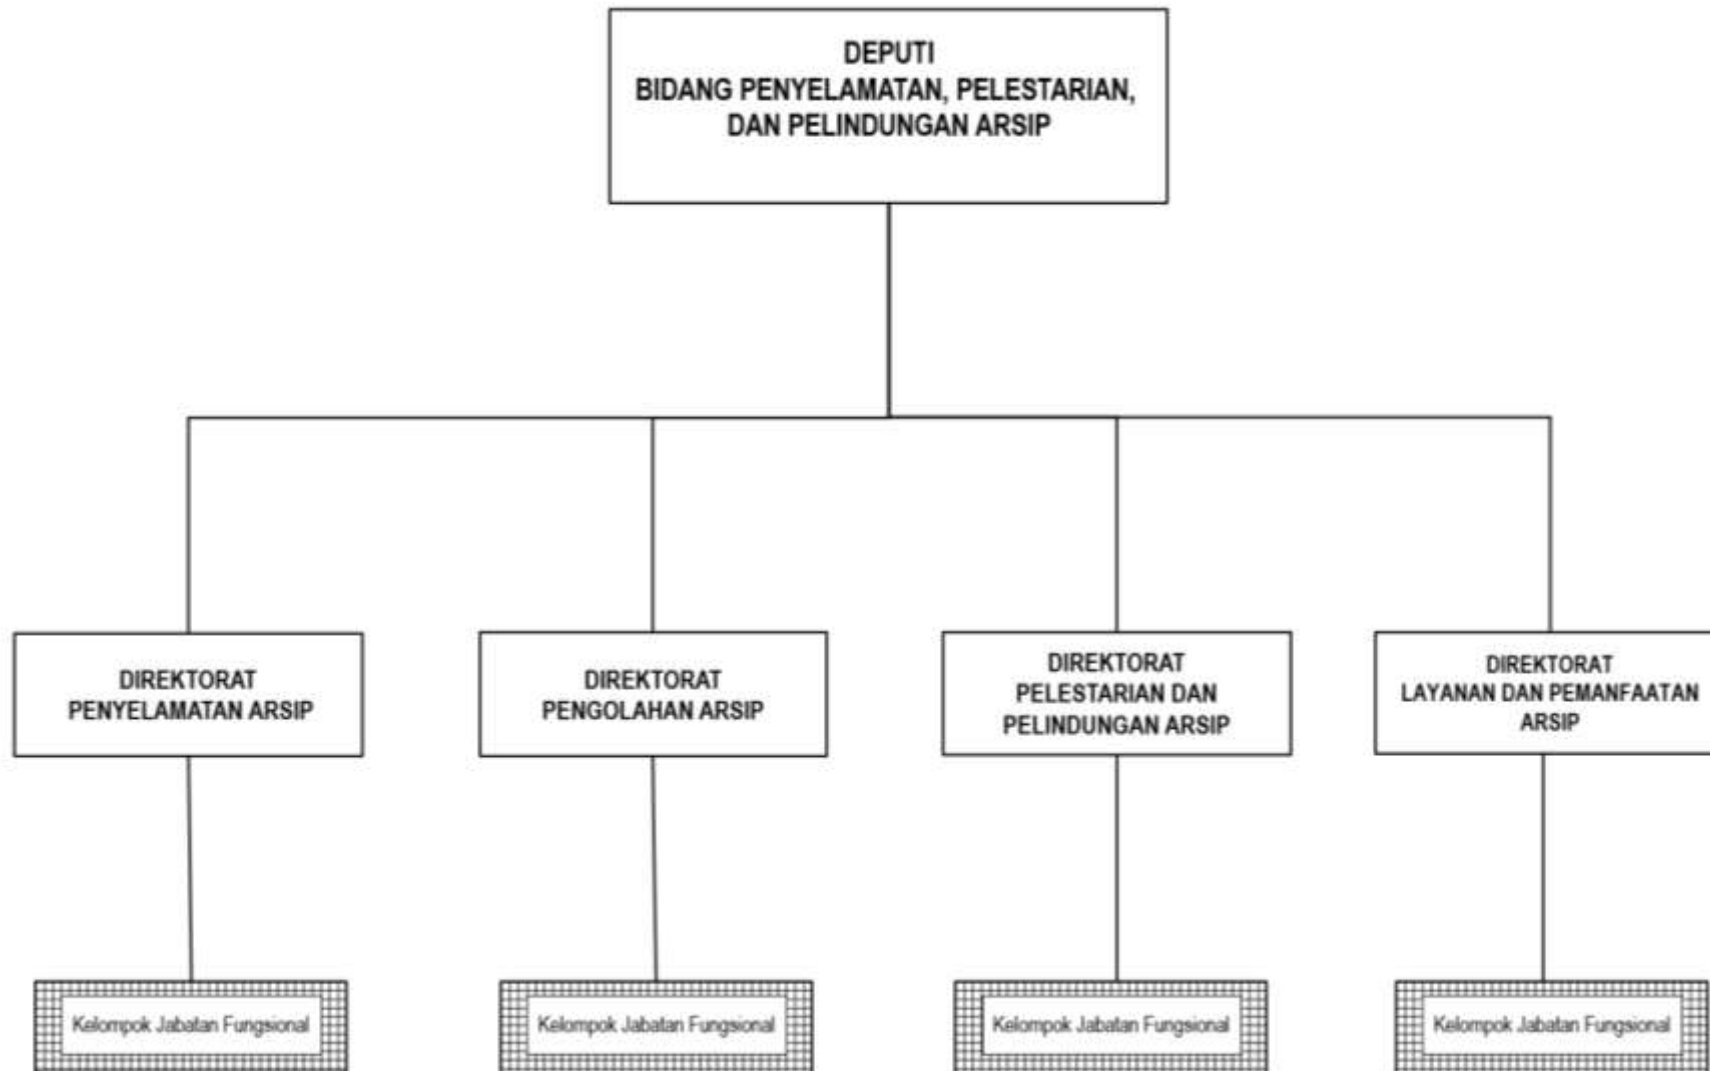 DEPUTI
BIDANG PENYELAMATAN, PELESTARIAN,
DAN PELINDUNGAN ARSIP
DIREKTORAT
PENYELAMATAN ARSIP
DIREKTORAT
PENGOLAHAN ARSIP
DIREKTORAT
PELESTARIAN DAN
PELINDUNGAN ARSIP
DIREKTORAT
LAYANAN DAN PEMANFAATAN
ARSIP
Kelompok Jabatan Fungsional
Kelompok Jabatan Fungsional
Kelompok Jabatan Fungsional
Kelompok Jabatan Fungsional